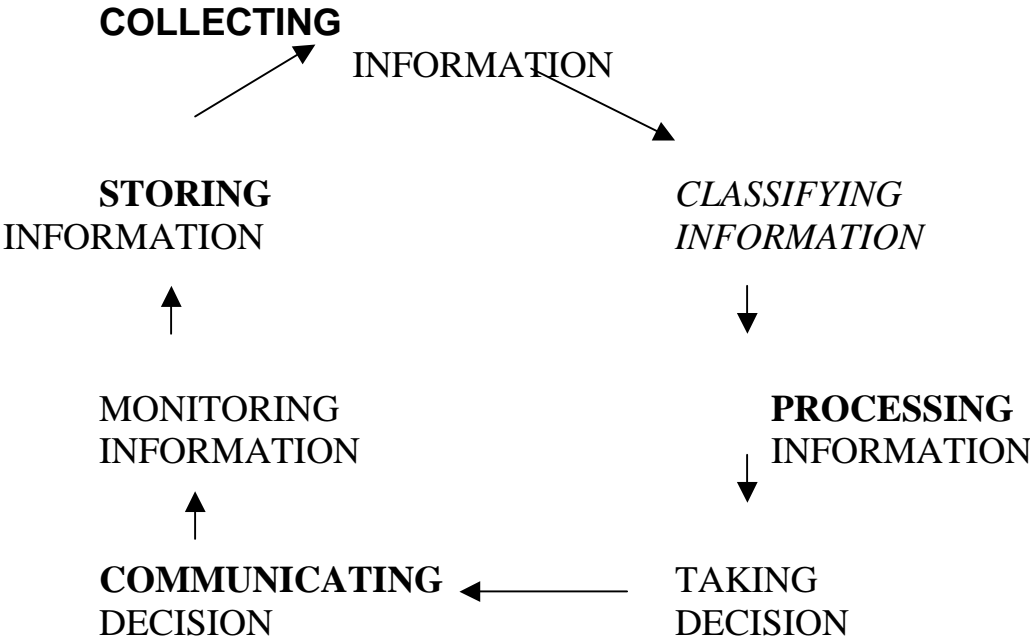 COLLECTING
INFORMATION
STORING
INFORMATION
CLASSIFYING
INFORMATION
MONITORING
INFORMATION
PROCESSING
INFORMATION
COMMUNICATING
DECISION
TAKING
DECISION